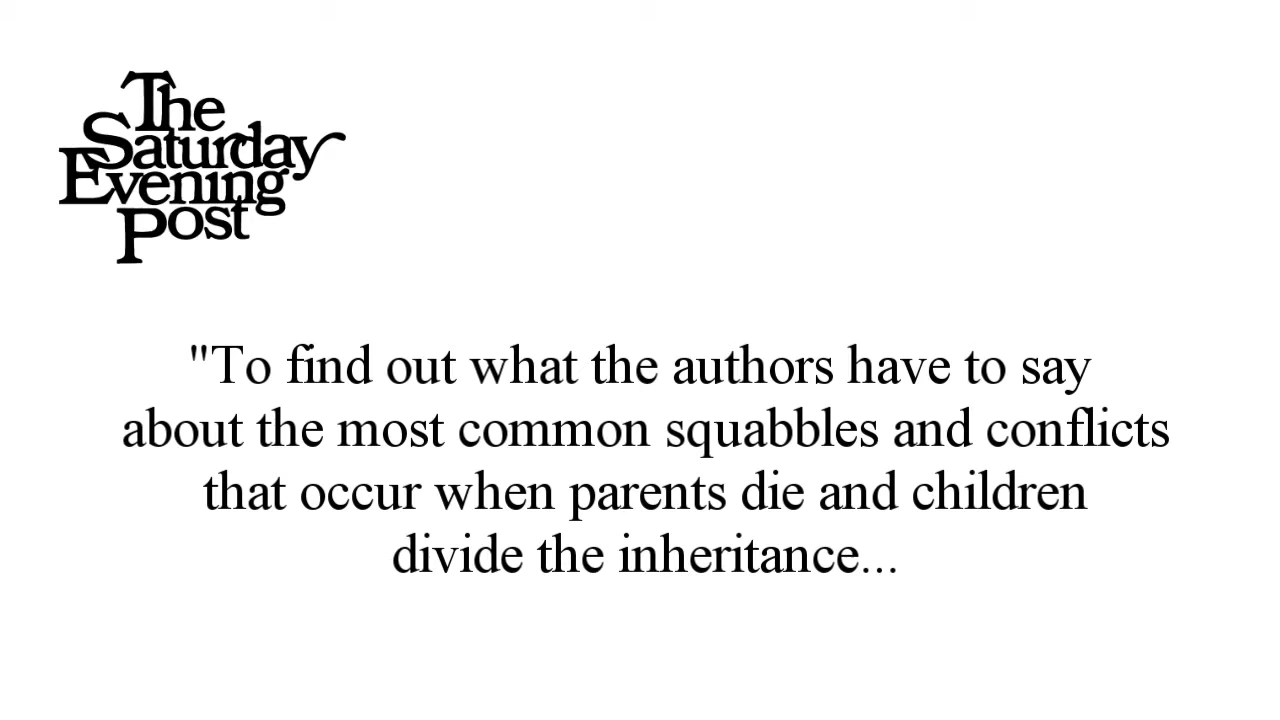 The
Saturday
Evening
Post
"To find out what the authors have to say
about the most common squabbles and conflicts
that occur when parents die and children
divide the inheritance...